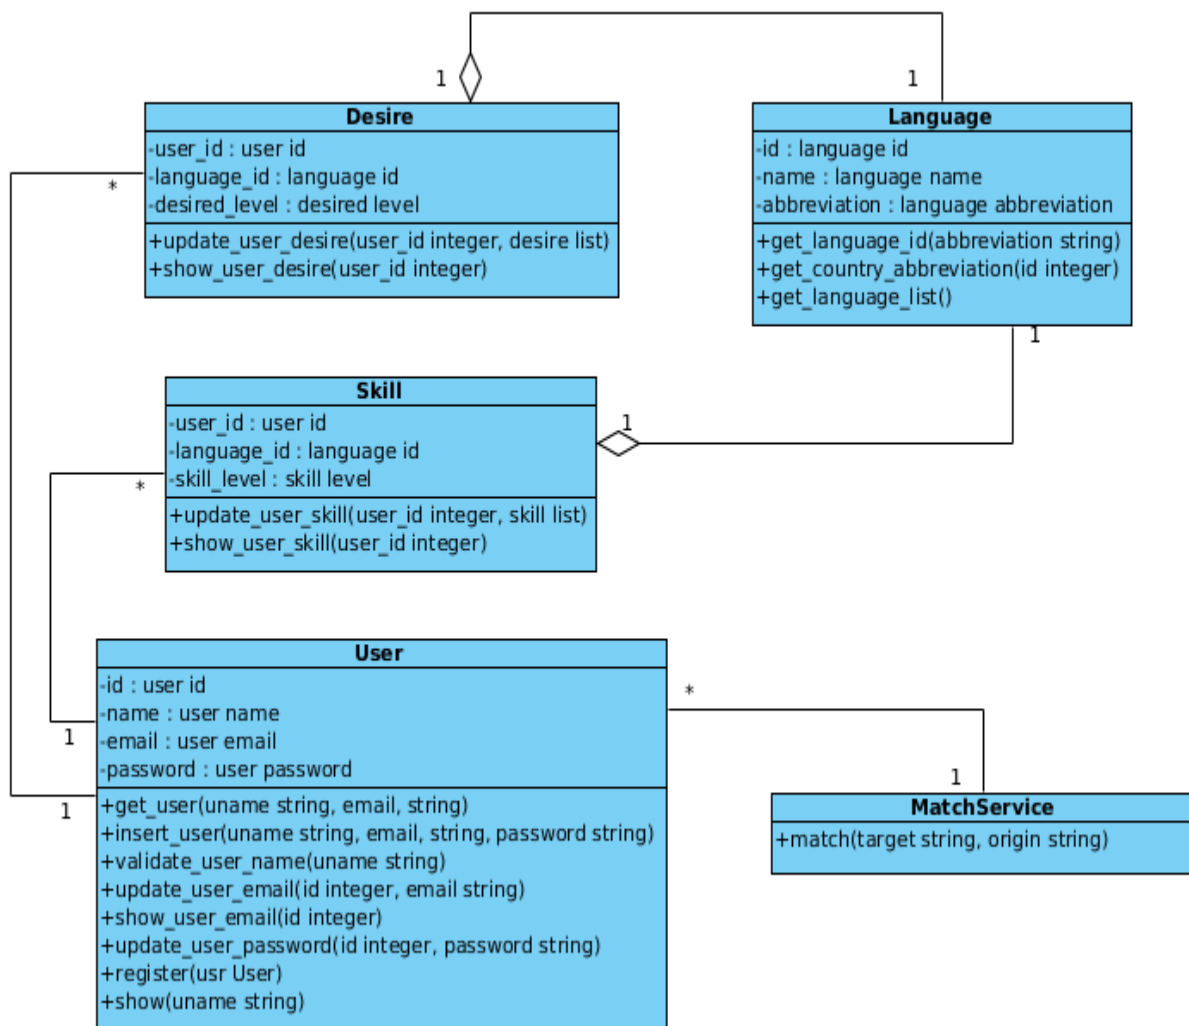 1
1
Desire
-user_id : user id
-language_id : language id
-desired_level : desired level
+update_user_desire(user_id integer, desire list)
+show_user_desire(user_id integer)
*
Language
-id : language id
-name : language name
-abbreviation : language abbreviation
+get_language_id(abbreviation string)
+get_country_abbreviation(id integer)
+get_language_list()
1
Skill
-user_id : user id
-language_id : language id
-skill_level : skill level
+update_user_skill(user_id integer, skill list)
+show_user_skill(user_id integer)
1
*
User
-id : user id
-name : user name
-email : user email
-password : user password
+get_user(uname string, email, string)
+insert_user(uname string, email, string, password string)
+validate_user_name(uname string)
+update_user_email(id integer, email string)
+show_user_email(id integer)
+update_user_password(id integer, password string)
+register(usr User)
+show(uname string)
1
1
*
1
MatchService
+match(target string, origin string)